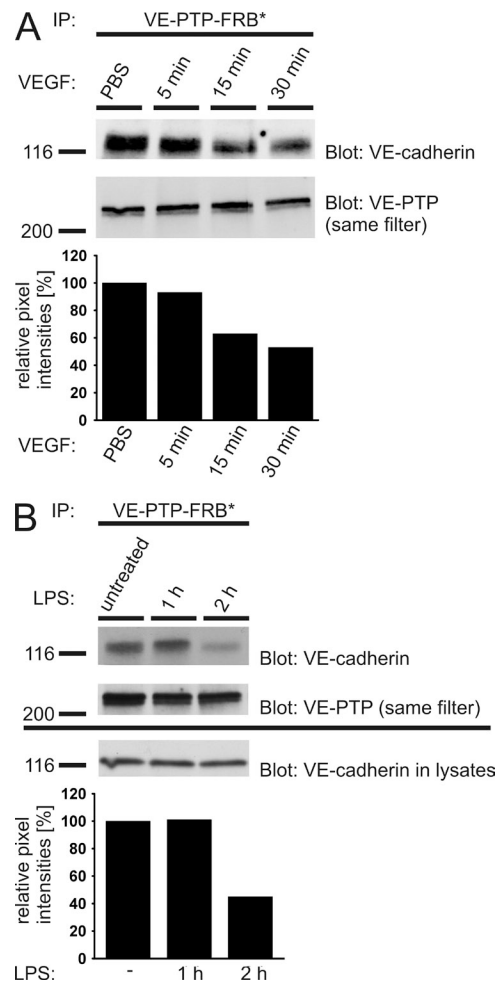 A
IP: VE-PTP-FRB*
VEGF: PBS 5 min 15 min 30 min
116 Blot: VE-cadherin
Blot: VE-PTP
(same filter)
200
relative pixel
intensities [%]
120
100
80
60
40
20
0
VEGF: PBS 5 min 15 min 30 min
B
IP: VE-PTP-FRB*
LPS: untreated 1 h 2 h
116 Blot: VE-cadherin
200 Blot: VE-PTP (same filter)
116 Blot: VE-cadherin in lysates
relative pixel
intensities [%]
120
100
80
60
40
20
0
LPS: - 1 h 2 h